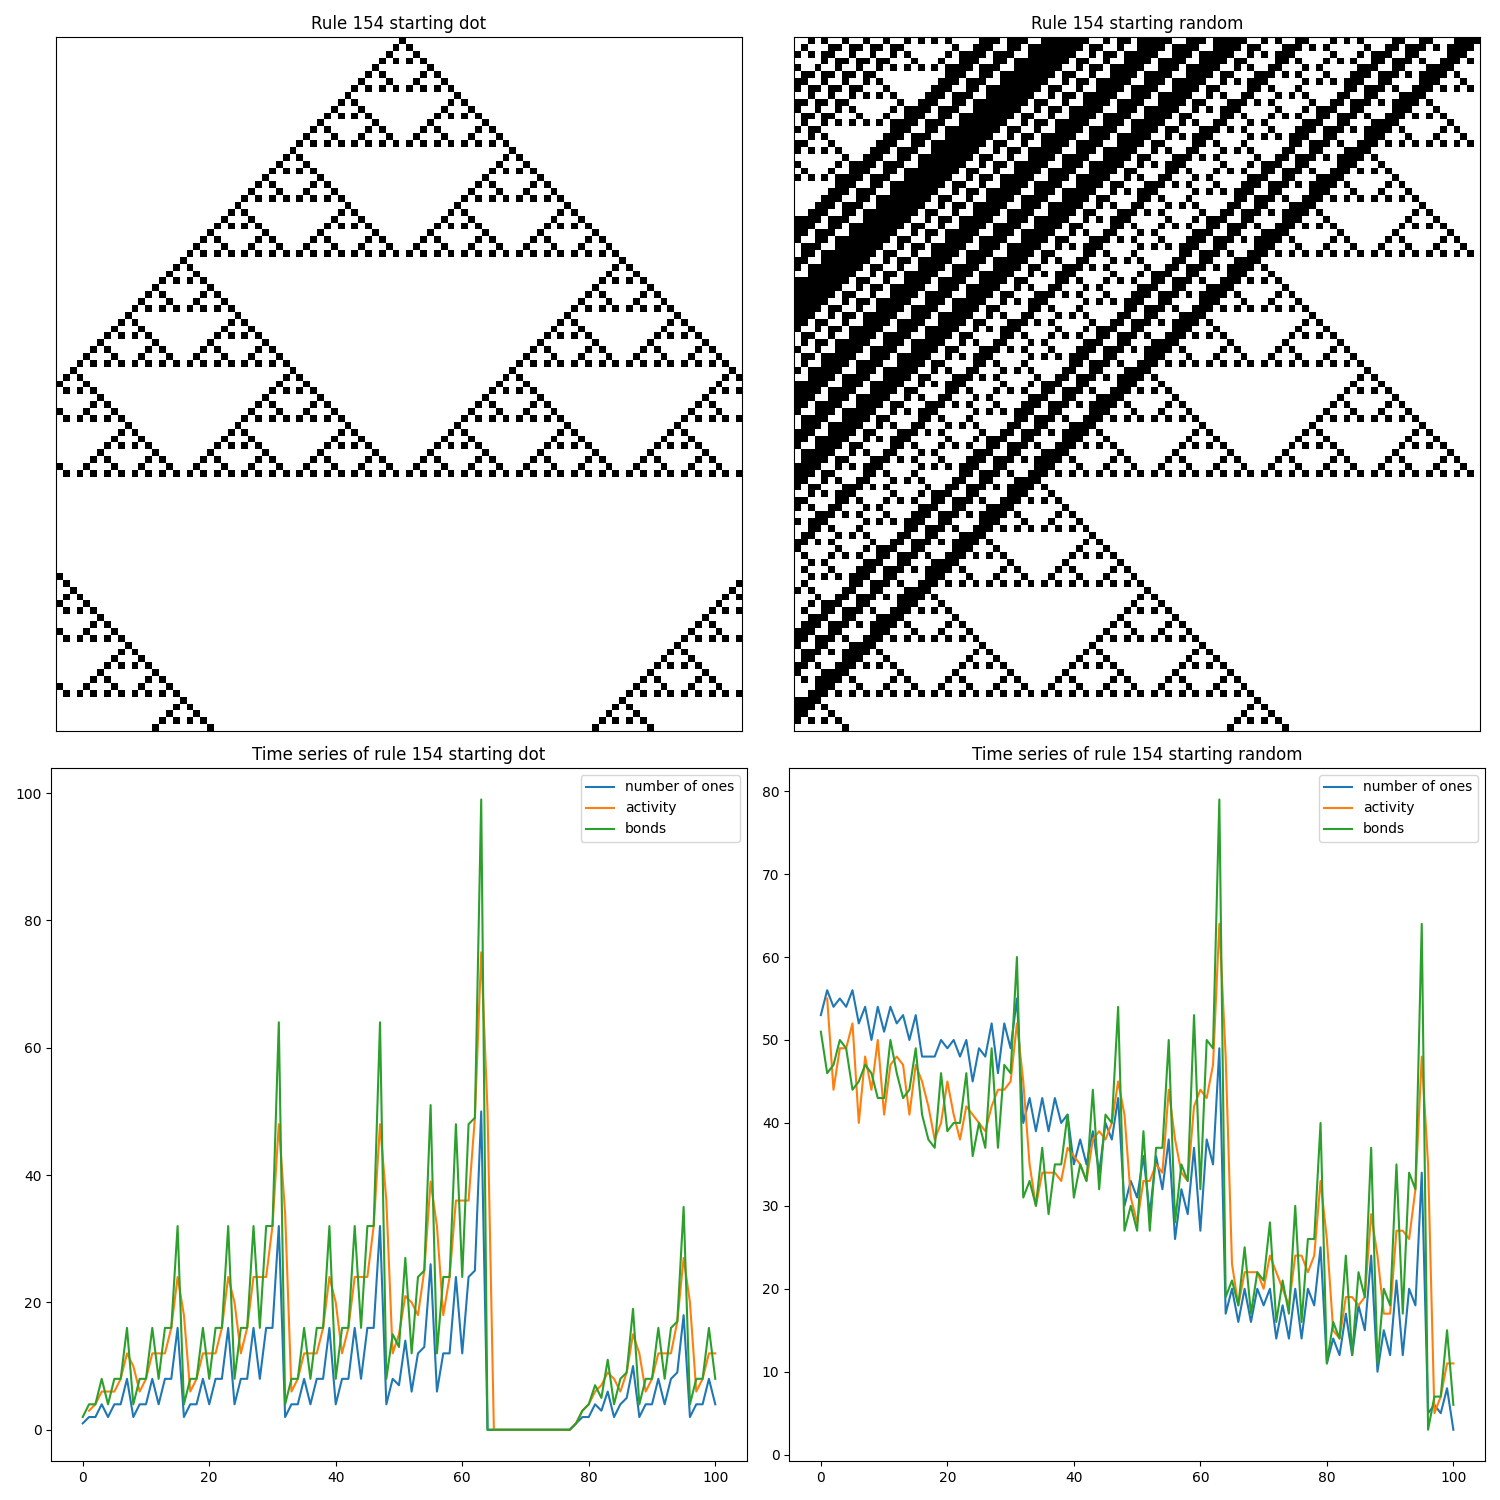 Rule 154 starting dot
Rule 154 starting random
Time series of rule 154 starting dot
100
80
60
40
20
0
0 20 40 60 80 100
number of ones
activity
bonds
Time series of rule 154 starting random
80
70
60
50
40
30
20
10
0
0 20 40 60 80 100
number of ones
activity
bonds